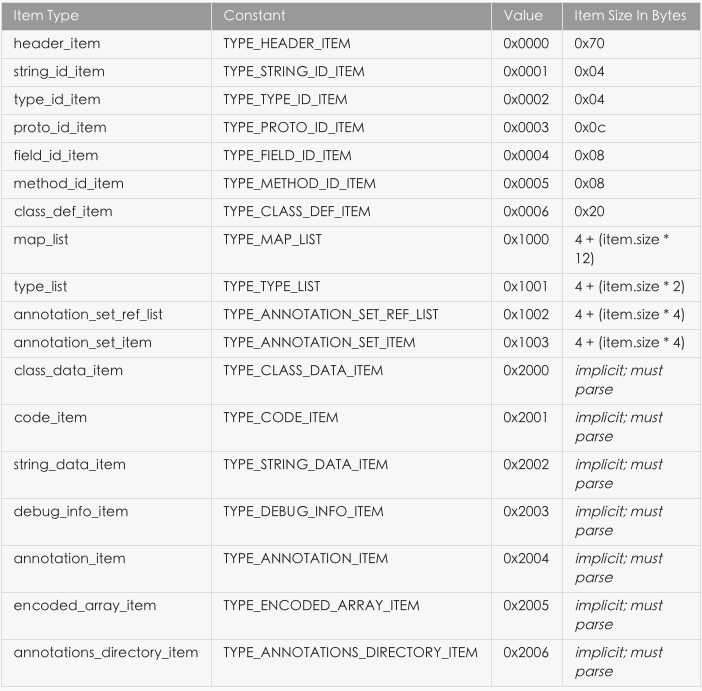 Item Type Constant Value Item Size In Bytes
header_item TYPE_HEADER_ITEM 0x0000 0x70
string_id_item TYPE_STRING_ID_ITEM 0x0001 0x04
type_id_item TYPE_TYPE_ID_ITEM 0x0002 0x04
proto_id_item TYPE_PROTO_ID_ITEM 0x0003 0x0c
field_id_item TYPE_FIELD_ID_ITEM 0x0004 0x08
method_id_item TYPE_METHOD_ID_ITEM 0x0005 0x08
class_def_item TYPE_CLASS_DEF_ITEM 0x0006 0x20
map_list TYPE_MAP_LIST 0x1000 4 + (item.size *
12)
type_list TYPE_TYPE_LIST 0x1001 4 + (item.size * 2)
annotation_set_ref_list TYPE_ANNOTATION_SET_REF_LIST 0x1002 4 + (item.size * 4)
annotation_set_item TYPE_ANNOTATION_SET_ITEM 0x1003 4 + (item.size * 4)
class_data_item TYPE_CLASS_DATA_ITEM 0x2000 implicit; must
parse
code_item TYPE_CODE_ITEM 0x2001 implicit; must
parse
string_data_item TYPE_STRING_DATA_ITEM 0x2002 implicit; must
parse
debug_info_item TYPE_DEBUG_INFO_ITEM 0x2003 implicit; must
parse
annotation_item TYPE_ANNOTATION_ITEM 0x2004 implicit; must
parse
encoded_array_item TYPE_ENCODED_ARRAY_ITEM 0x2005 implicit; must
parse
annotations_directory_item TYPE_ANNOTATIONS_DIRECTORY_ITEM 0x2006 implicit; must
parse